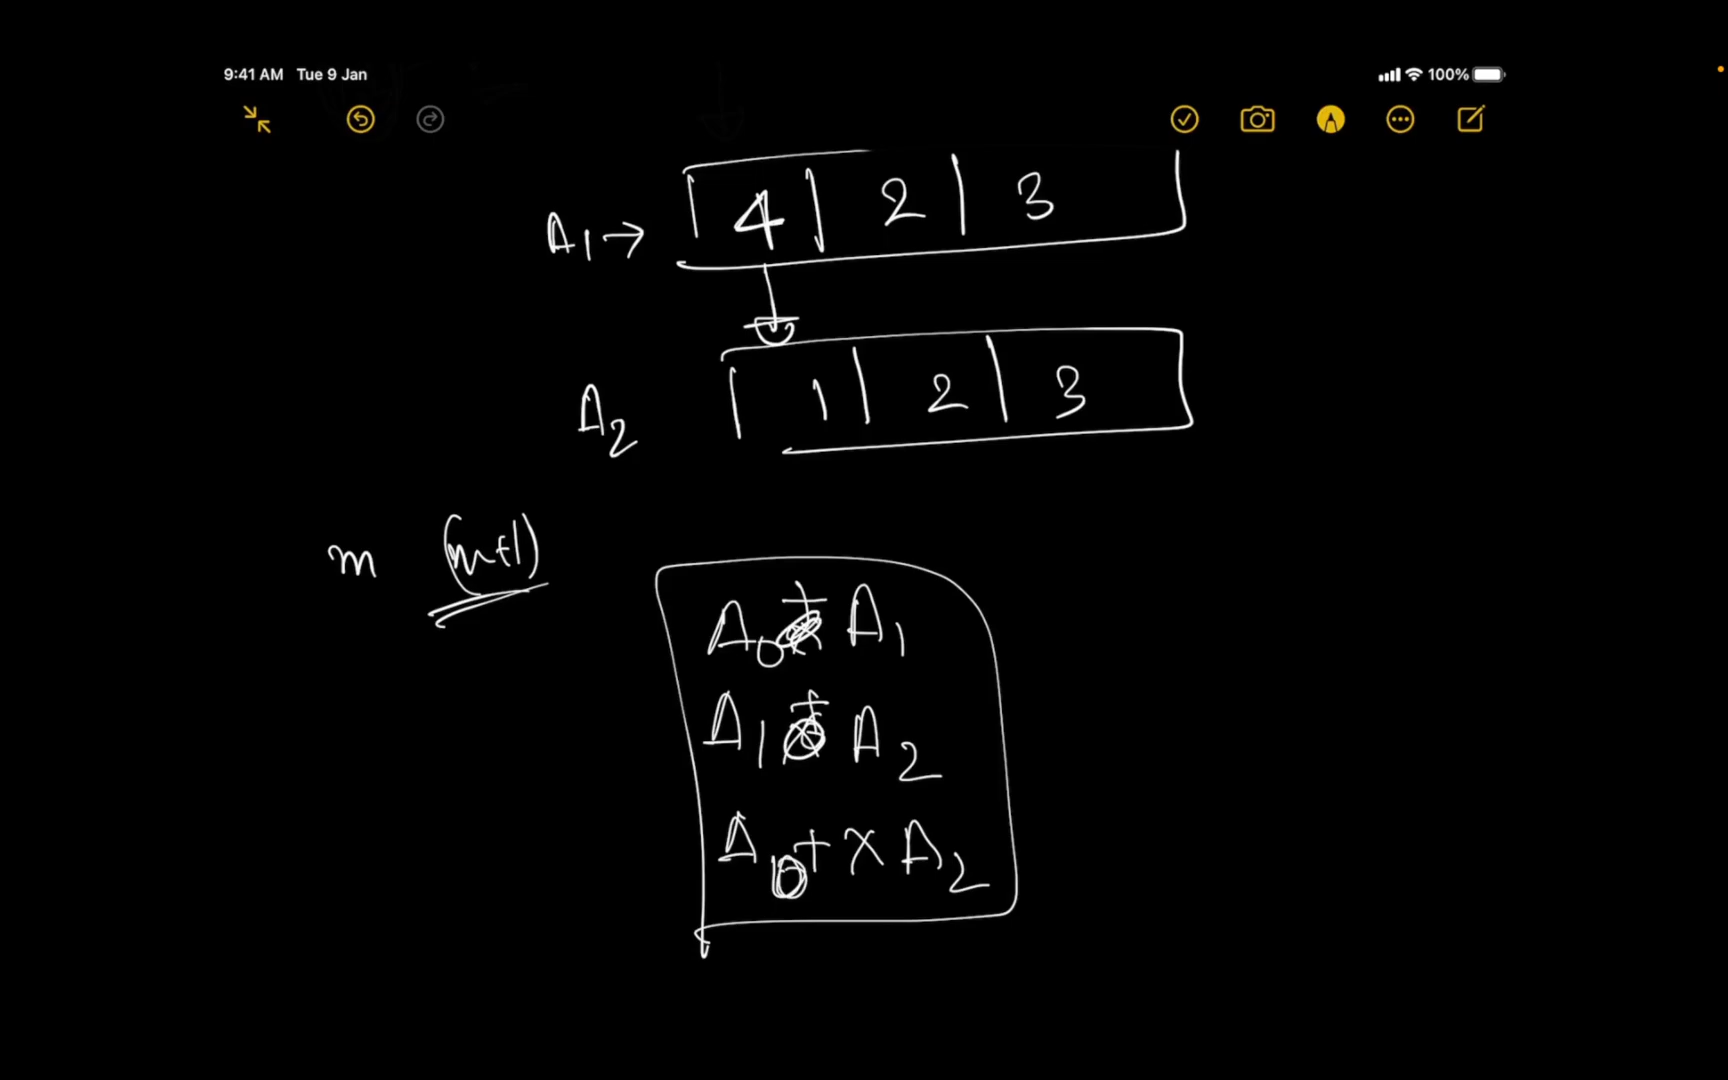 9:41 AM Tue 9 Jan 100%
A1→ 4 2 3
A2 1 2 3
m (m+1)
A0 + A1
A1 + A2
A0 + X A2